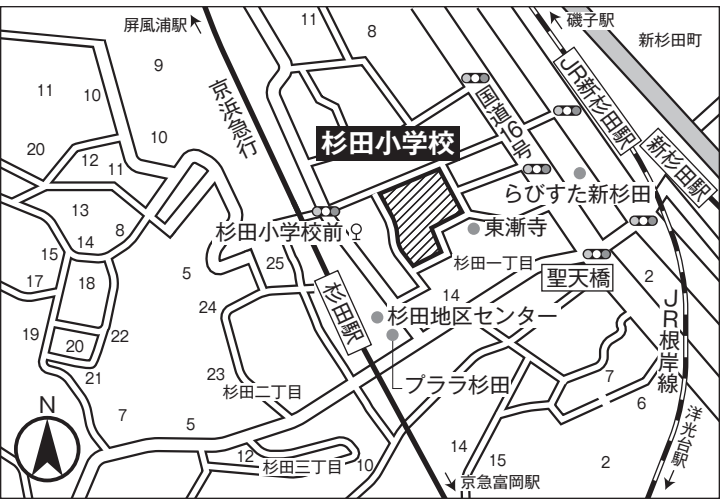 屏風浦駅
11
8
磯子駅
新杉田町
9
11
10
京浜急行
国道16号
JR新杉田駅
新杉田駅
10
20
12
11
杉田小学校
らびすた新杉田
13
8
14
杉田小学校前
東漸寺
15
5
25
杉田一丁目
聖天橋
17
18
2
24
杉田駅
14
杉田地区センター
JR根岸線
19
22
20
21
23
プララ杉田
7
杉田二丁目
6
N
7
5
洋光台駅
12
杉田三丁目
10
14
15
2
京急富岡駅